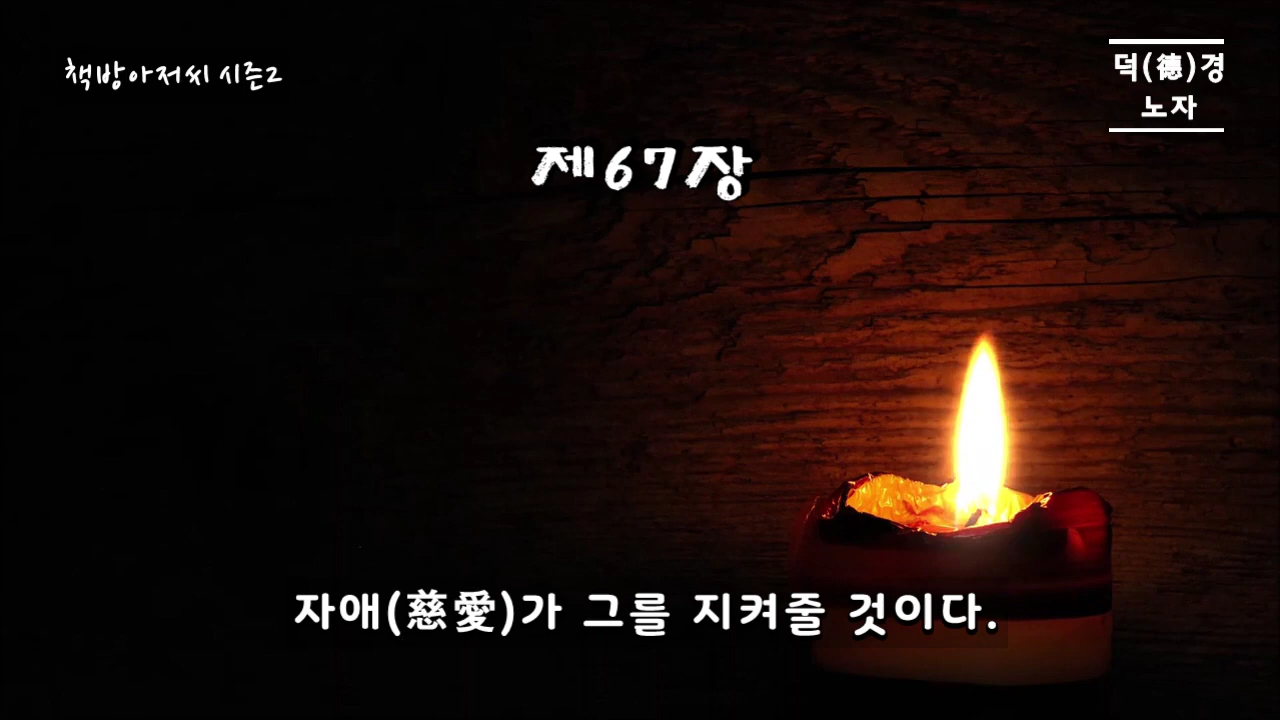 책방아저씨 시즌2
덕(德)경
노자
제67장
자애(慈愛)가 그를 지켜줄 것이다.